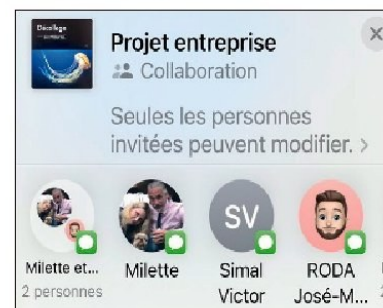 Décollage
Projet entreprise
Collaboration
Seules les personnes
invitées peuvent modifier. >
SV
Milette et...
2 personnes
Milette
Simal
Victor
RODA
José-M...